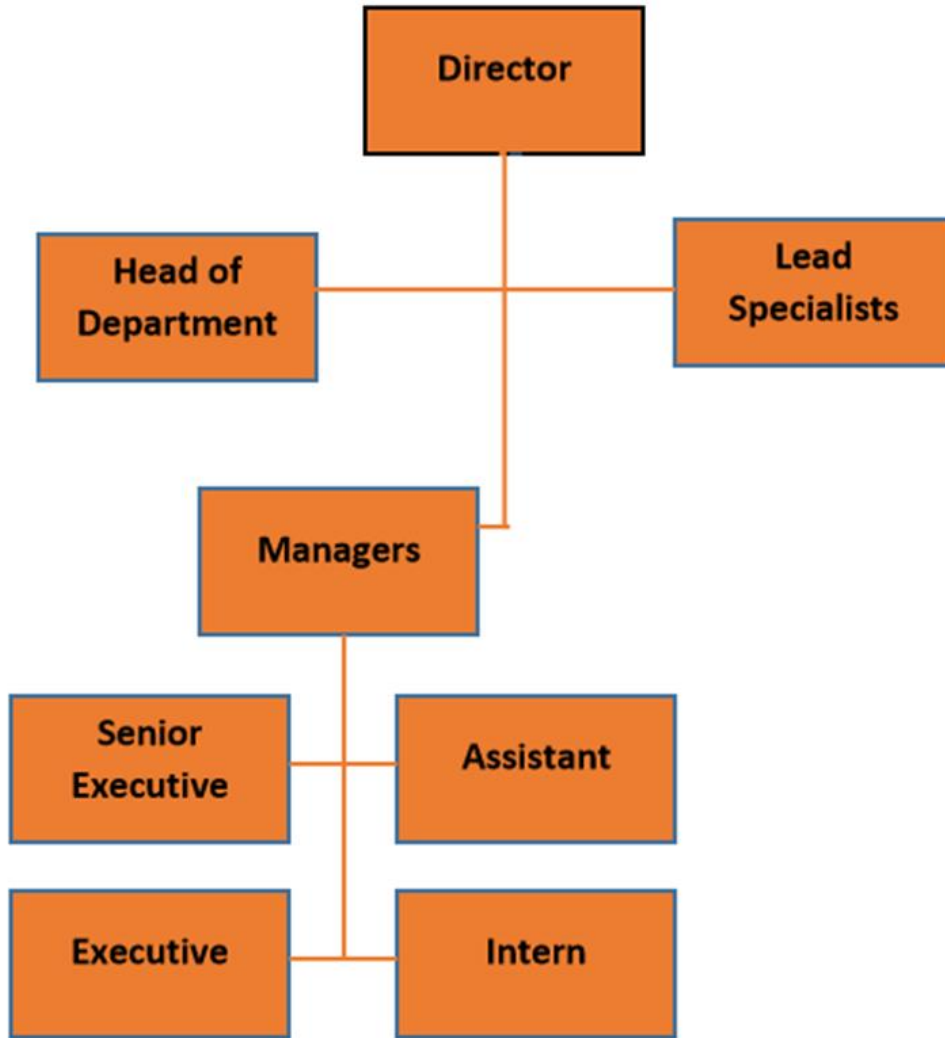 Director
Head of
Department
Lead
Specialists
Managers
Senior
Executive
Assistant
Executive
Intern